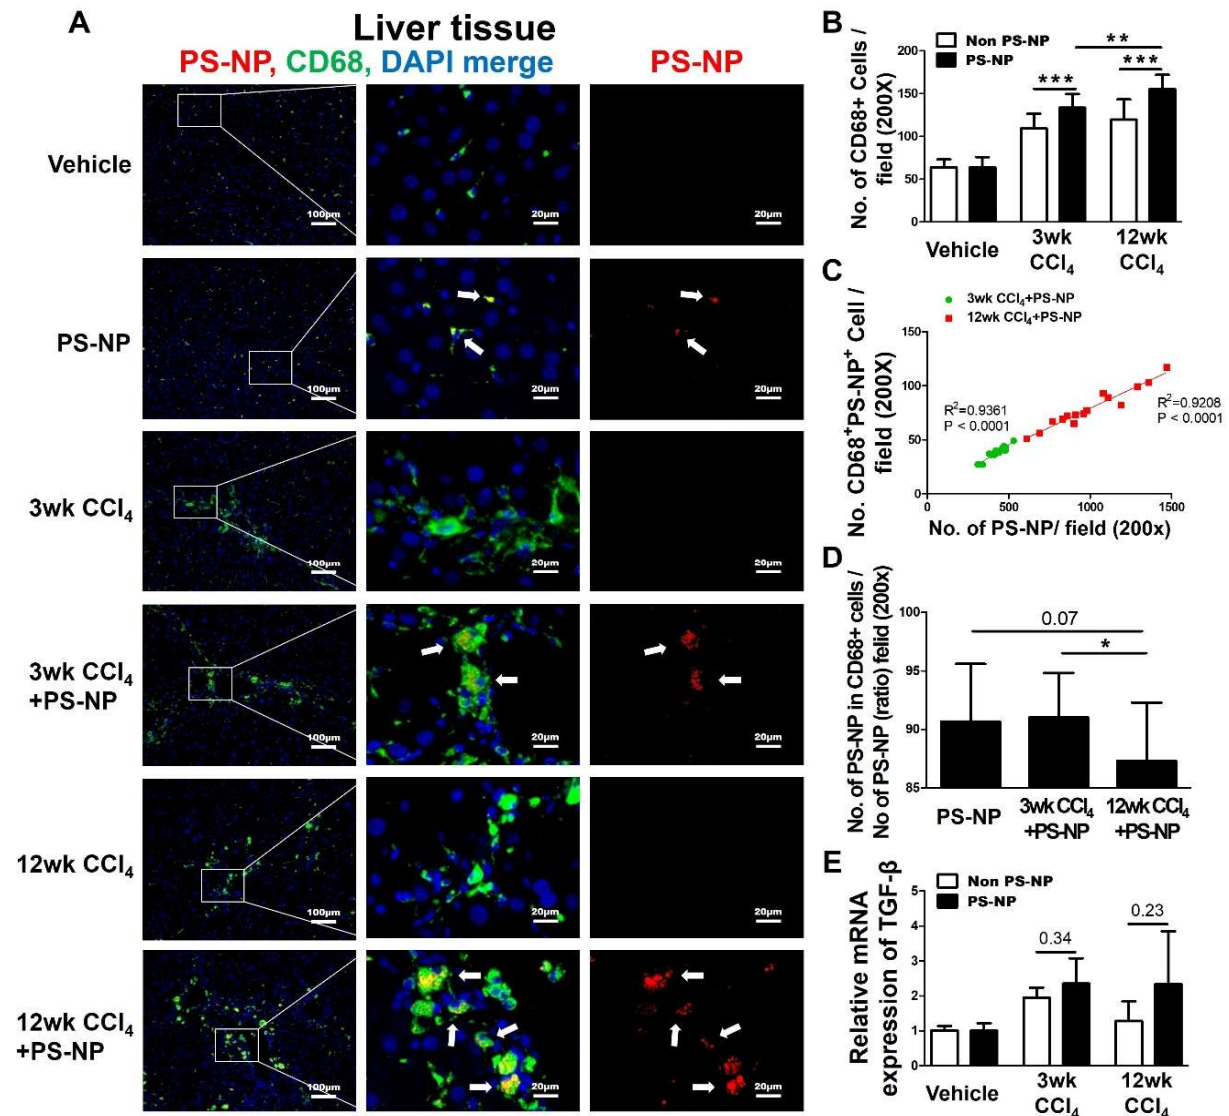 A
Liver tissue
PS-NP, CD68, DAPI merge
PS-NP
Vehicle
100µm
20µm
20µm
PS-NP
100µm
20µm
20µm
3wk CCl₄
100µm
20µm
20µm
3wk CCl₄
+PS-NP
100µm
20µm
20µm
12wk CCl₄
100µm
20µm
20µm
12wk CCl₄
+PS-NP
100µm
20µm
20µm
B
No. of CD68+ Cells /
field (200X)
Non PS-NP
PS-NP
**
***
***
200
150
100
50
0
Vehicle
3wk
CCl₄
12wk
CCl₄
C
No. CD68⁺PS-NP⁺ Cell /
field (200X)
3wk CCl₄+PS-NP
12wk CCl₄+PS-NP
150
100
50
0
R²=0.9361
P < 0.0001
R²=0.9208
P < 0.0001
0
500
1000
1500
No. of PS-NP/ field (200x)
D
No. of PS-NP in CD68+ cells /
No of PS-NP (ratio) felid (200x)
100
95
90
85
0.07
*
PS-NP
3wk CCl₄
+PS-NP
12wk CCl₄
+PS-NP
E
Relative mRNA
expression of TGF-β
Non PS-NP
PS-NP
5
4
3
2
1
0
0.34
0.23
Vehicle
3wk
CCl₄
12wk
CCl₄